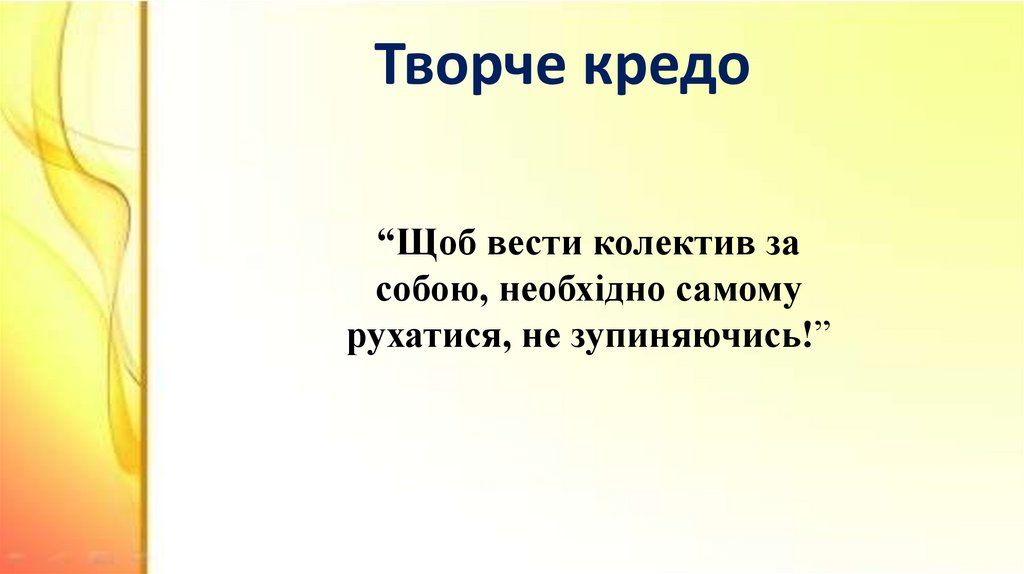 Творче кредо
“Щоб вести колектив за
собою, необхідно самому
рухатися, не зупиняючись!”